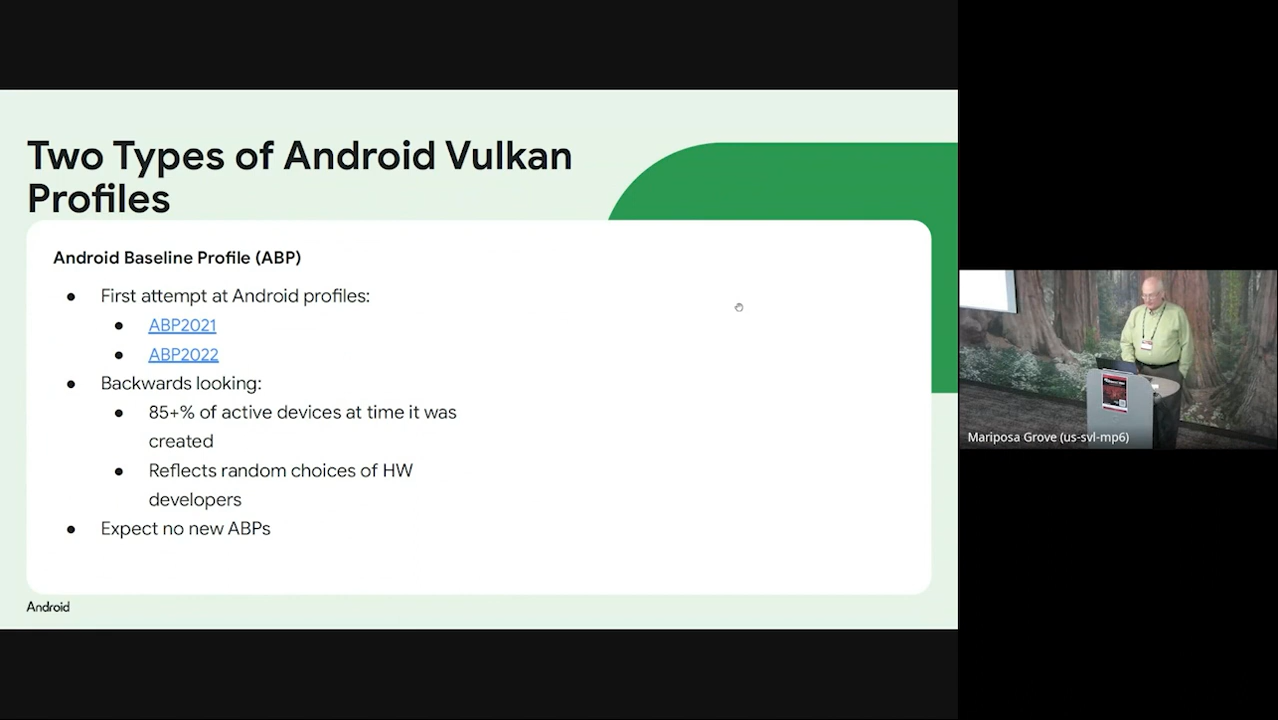 Two Types of Android Vulkan
Profiles
Android Baseline Profile (ABP)
● First attempt at Android profiles:
● ABP2021
● ABP2022
● Backwards looking:
● 85+% of active devices at time it was
created
● Reflects random choices of HW
developers
● Expect no new ABPs
Android
Mariposa Grove (us-svl-mp6)